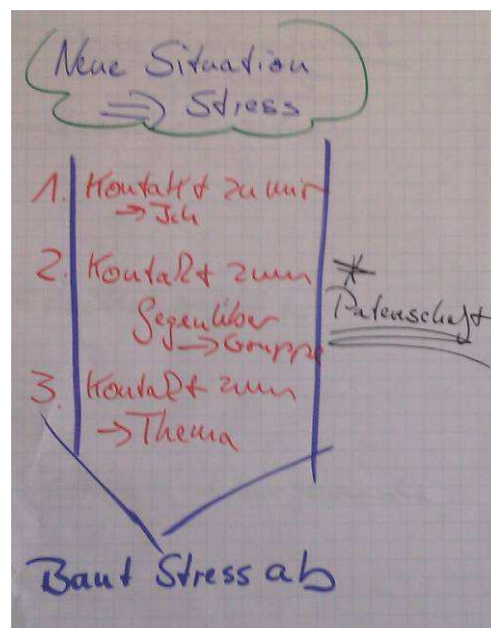 Neue Situation
=> Stress
1. Kontakt zu mir
→ Ich
2. Kontakt zum
Gegenüber
→ Gruppe
*
Patenschaft
3. Kontakt zum
→ Thema
Baut Stress ab